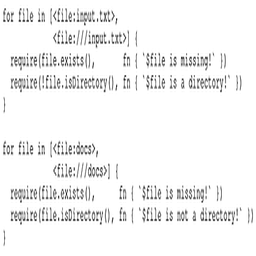 for file in [<file:input.txt>,
             <file:///input.txt>] {
  require(file.exists(),       fn { `$file is missing!` })
  require(!file.isDirectory(), fn { `$file is a directory!` })
}

for file in [<file:docs>,
             <file:///docs>] {
  require(file.exists(),      fn { `$file is missing!` })
  require(file.isDirectory(), fn { `$file is not a directory!` })
}